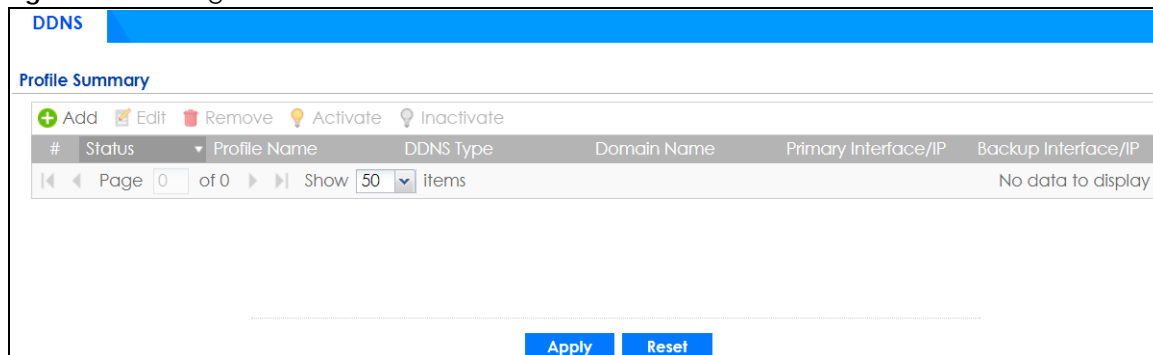 DDNS
Profile Summary
Add Edit Remove Activate Inactivate
# Status Profile Name DDNS Type Domain Name Primary Interface/IP Backup Interface/IP
Page 0 of 0 Show 50 items No data to display
Apply Reset